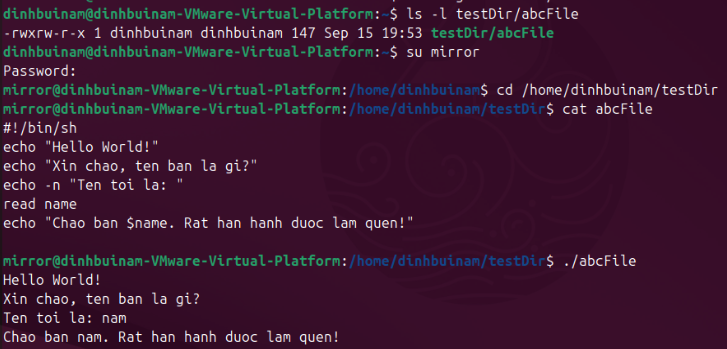 dinhbuinam@dinhbuinam-VMware-Virtual-Platform:~$ ls -l testDir/abcFile
-rwxrw-r-x 1 dinhbuinam dinhbuinam 147 Sep 15 19:53 testDir/abcFile
dinhbuinam@dinhbuinam-VMware-Virtual-Platform:~$ su mirror
Password:
mirror@dinhbuinam-VMware-Virtual-Platform:/home/dinhbuinam$ cd /home/dinhbuinam/testDir
mirror@dinhbuinam-VMware-Virtual-Platform:/home/dinhbuinam/testDir$ cat abcFile
#!/bin/sh
echo "Hello World!"
echo "Xin chao, ten ban la gi?"
echo -n "Ten toi la: "
read name
echo "Chao ban $name. Rat han hanh duoc lam quen!"
mirror@dinhbuinam-VMware-Virtual-Platform:/home/dinhbuinam/testDir$ ./abcFile
Hello World!
Xin chao, ten ban la gi?
Ten toi la: nam
Chao ban nam. Rat han hanh duoc lam quen!